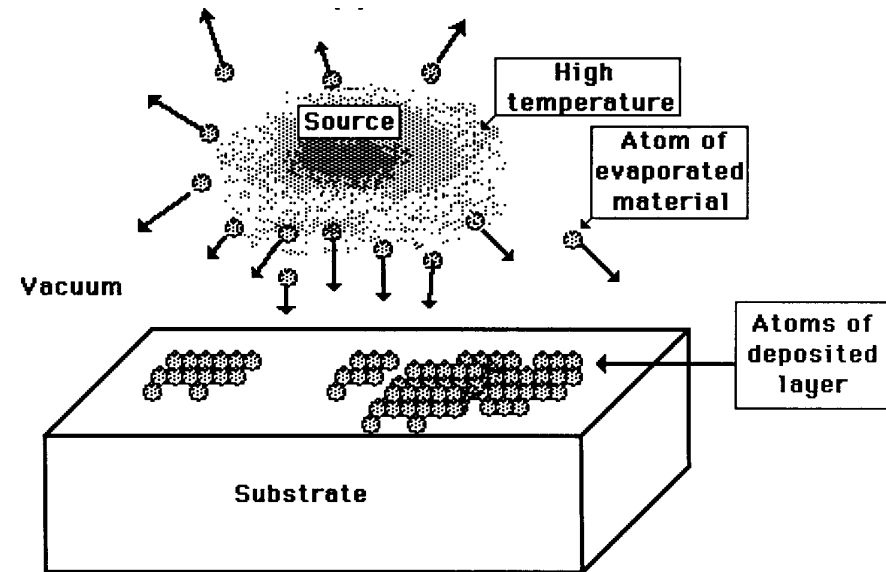 High
temperature
Source
Atom of
evaporated
material
Vacuum
Atoms of
deposited
layer
Substrate